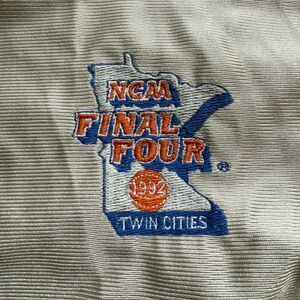 NCAA
FINAL
FOUR
®
1992
TWIN CITIES